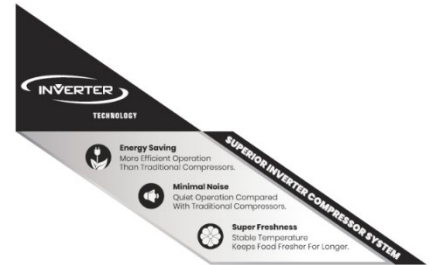 INVERTER
TECHNOLOGY
Energy Saving
More Efficient Operation
Than Traditional Compressors.
SUPERIOR INVERTER COMPRESSOR SYSTEM
Minimal Noise
Quiet Operation Compared
With Traditional Compressors.
Super Freshness
Stable Temperature
Keeps Food Fresher For Longer.